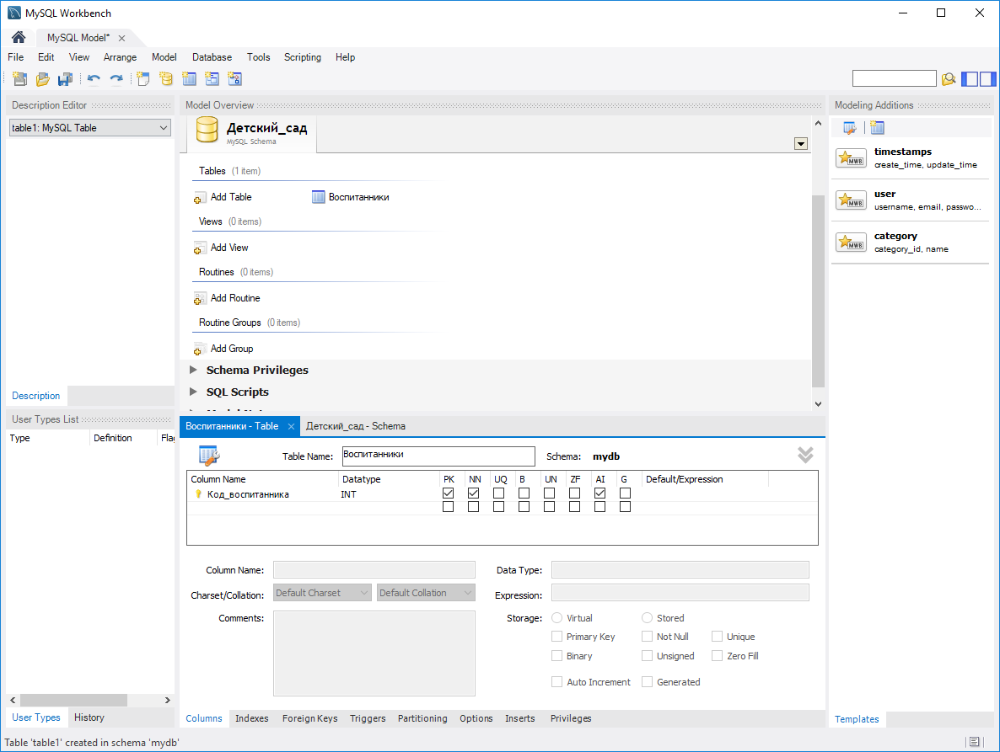 MySQL Workbench
MySQL Model*
File Edit View Arrange Model Database Tools Scripting Help
Description Editor
table1: MySQL Table
Description
User Types List
Type Definition Flag
User Types History
Model Overview
Детский_сад
MySQL Schema
Tables (1 item)
Add Table Воспитанники
Views (0 items)
Add View
Routines (0 items)
Add Routine
Routine Groups (0 items)
Add Group
Schema Privileges
SQL Scripts
Воспитанники - Table Детский_сад - Schema
Table Name: Воспитанники Schema: mydb
Column Name Datatype PK NN UQ B UN ZF AI G Default/Expression
Код_воспитанника INT
Column Name: Data Type:
Charset/Collation: Default Charset Default Collation Expression:
Comments: Storage: Virtual Stored
Primary Key Not Null Unique
Binary Unsigned Zero Fill
Auto Increment Generated
Columns Indexes Foreign Keys Triggers Partitioning Options Inserts Privileges
Modeling Additions
MWB timestamps
create_time, update_time
MWB user
username, email, passwo...
MWB category
category_id, name
Templates
Table 'table1' created in schema 'mydb'